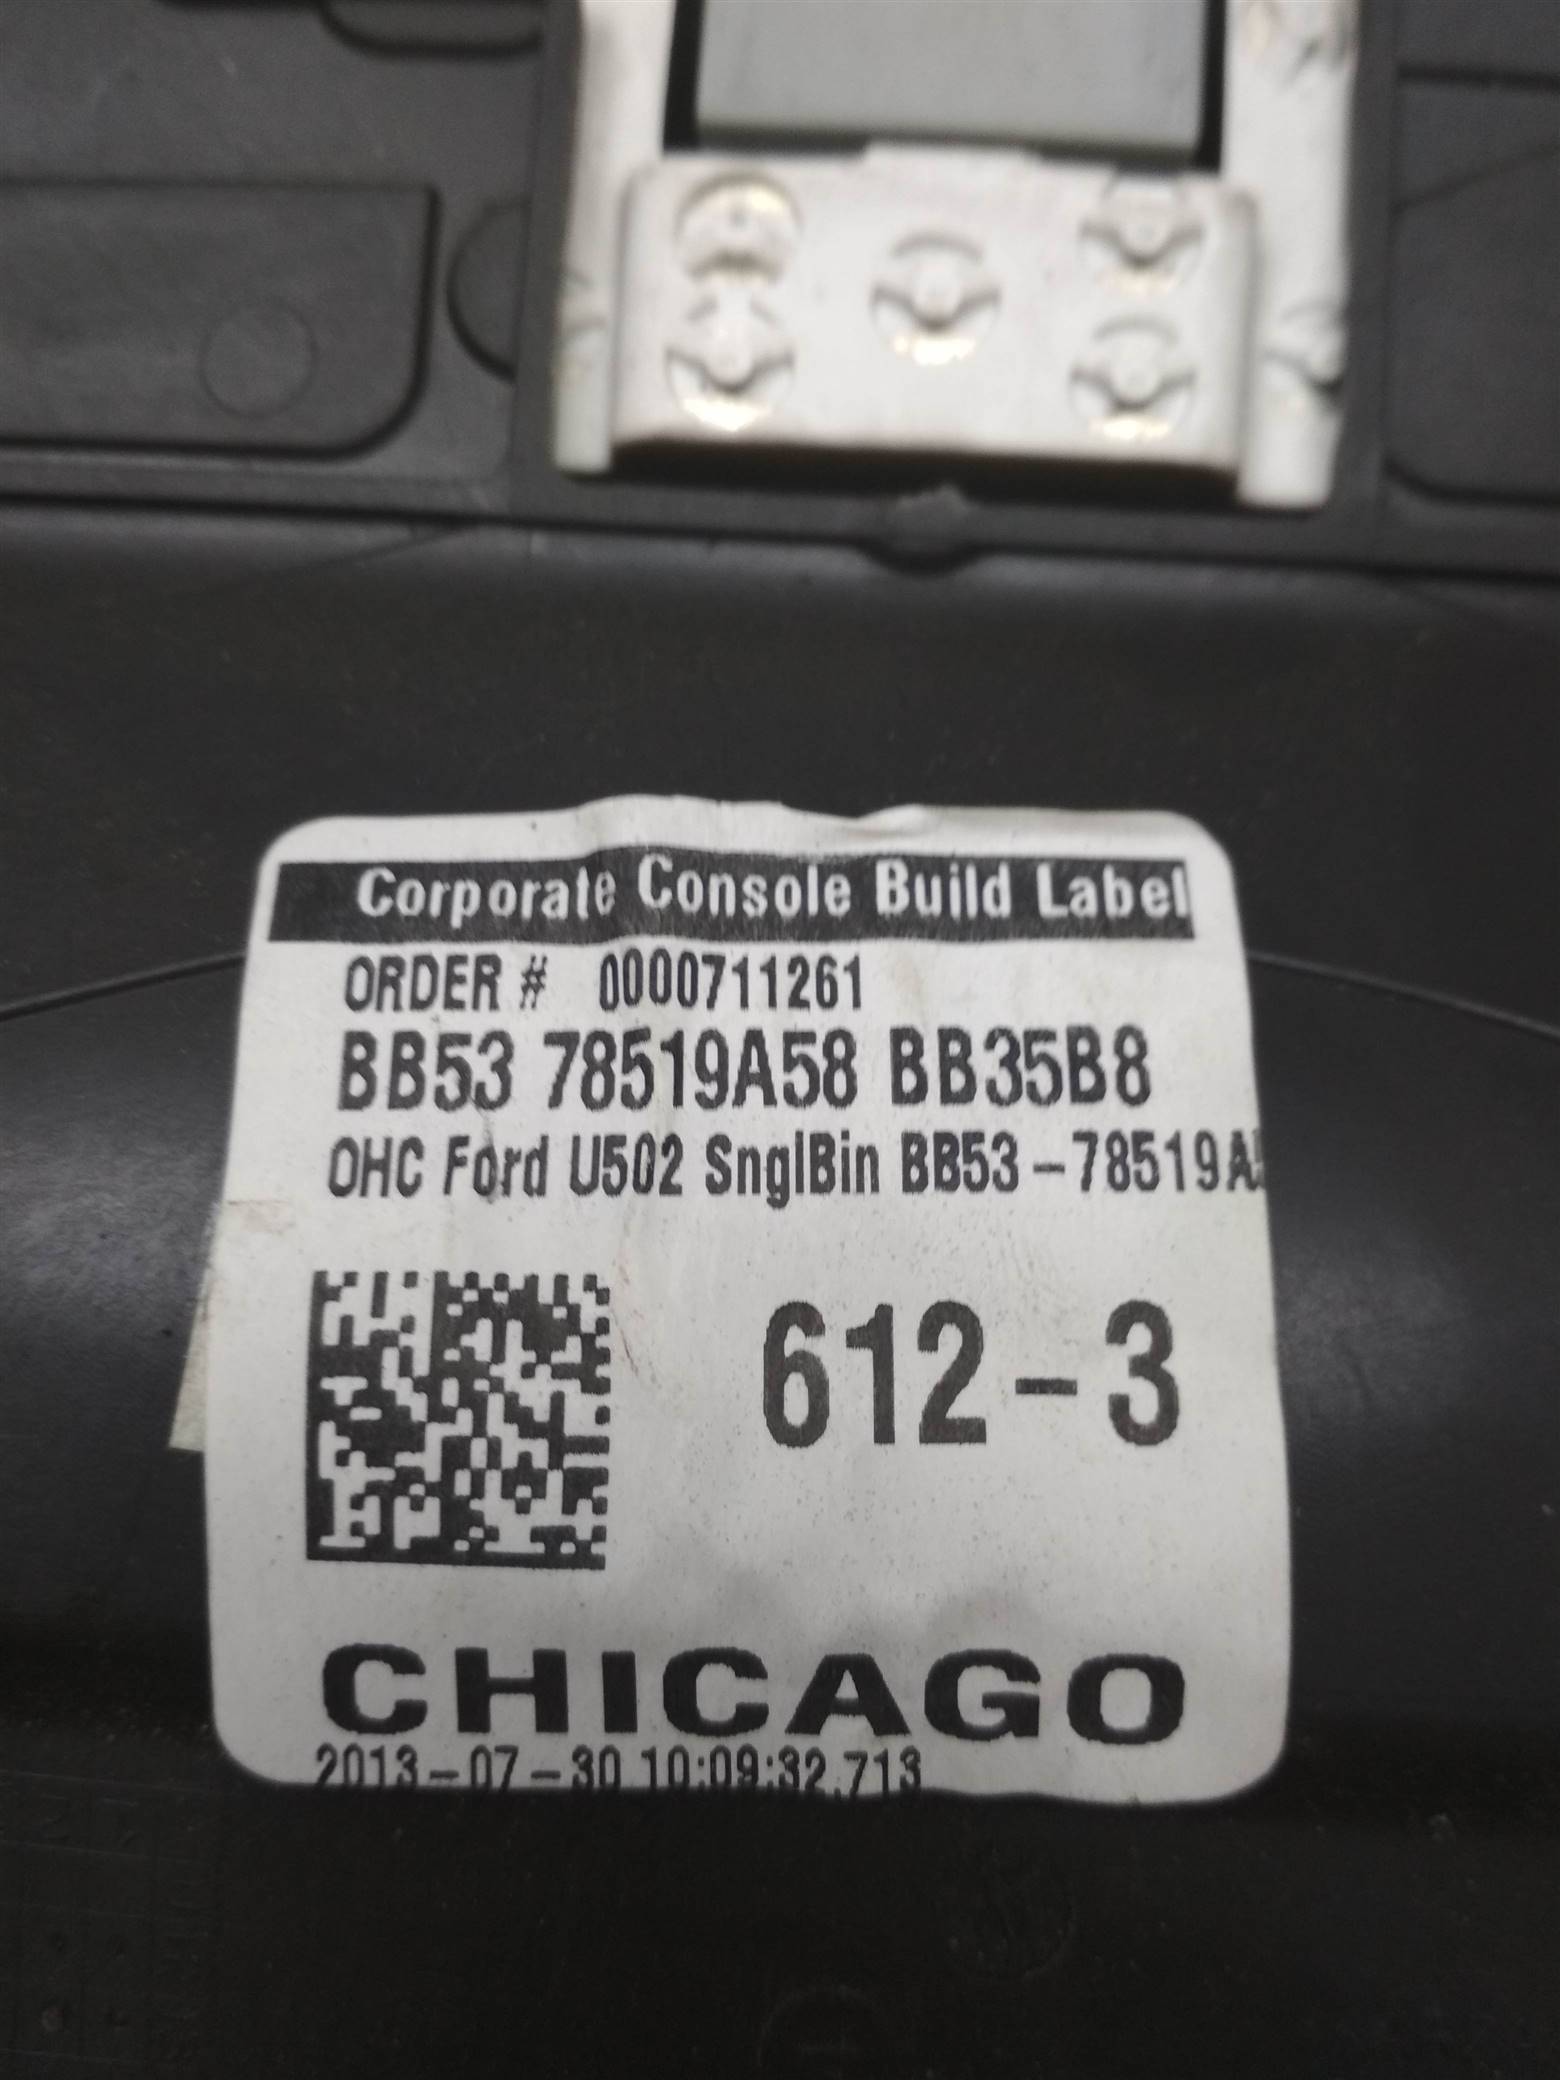 Corporate Console Build Label
ORDER # 0000711261
BB53 78519A58 BB35B8
OHC Ford U502 SnglBin BB53-78519A
612-3
CHICAGO
2013-07-30 10:09:32.713